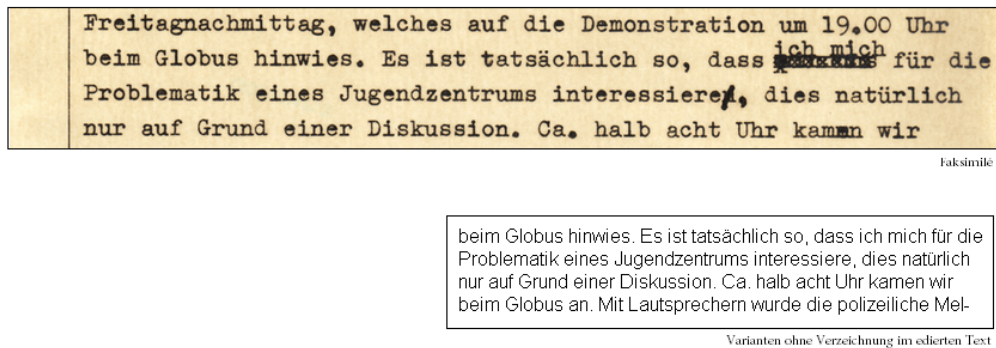 Freitagnachmittag, welches auf die Demonstration um 19.00 Uhr
ich mich
beim Globus hinwies. Es ist tatsächlich so, dass für die
Problematik eines Jugendzentrums interessiere, dies natürlich
nur auf Grund einer Diskussion. Ca. halb acht Uhr kamen wir
Faksimilé
beim Globus hinwies. Es ist tatsächlich so, dass ich mich für die
Problematik eines Jugendzentrums interessiere, dies natürlich
nur auf Grund einer Diskussion. Ca. halb acht Uhr kamen wir
beim Globus an. Mit Lautsprechern wurde die polizeiliche Mel-
Varianten ohne Verzeichnung im edierten Text